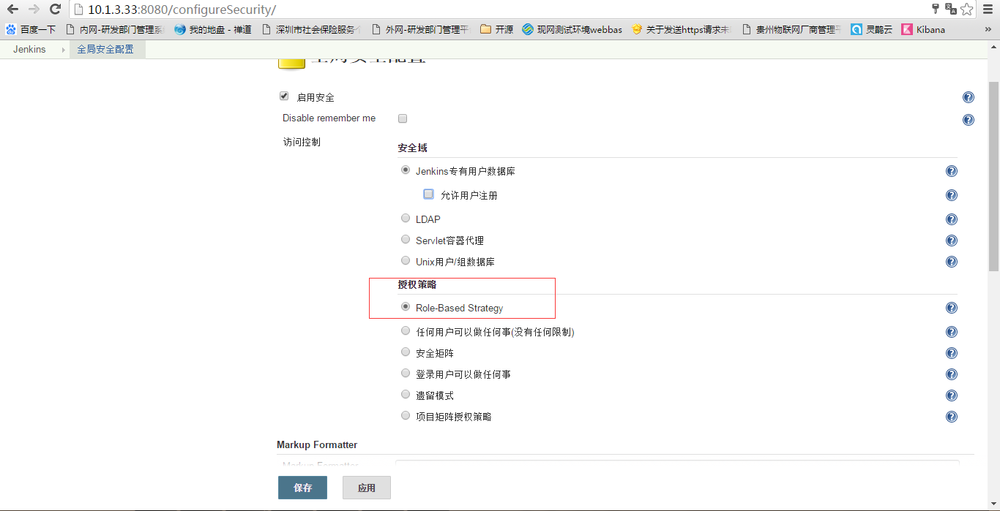 10.1.3.33:8080/configureSecurity/
百度一下 内网-研发部门管理系 我的地盘 - 禅道 深圳市社会保险服务个 外网-研发部门管理平 开源 现网测试环境webbas 关于发送https请求未 贵州物联网厂商管理平 灵鹊云 Kibana »
Jenkins 全局安全配置
全局安全配置
启用安全
Disable remember me
访问控制
安全域
Jenkins专有用户数据库
允许用户注册
LDAP
Servlet容器代理
Unix用户/组数据库
授权策略
Role-Based Strategy
任何用户可以做任何事(没有任何限制)
安全矩阵
登录用户可以做任何事
遗留模式
项目矩阵授权策略
Markup Formatter
Markup Formatter
保存 应用